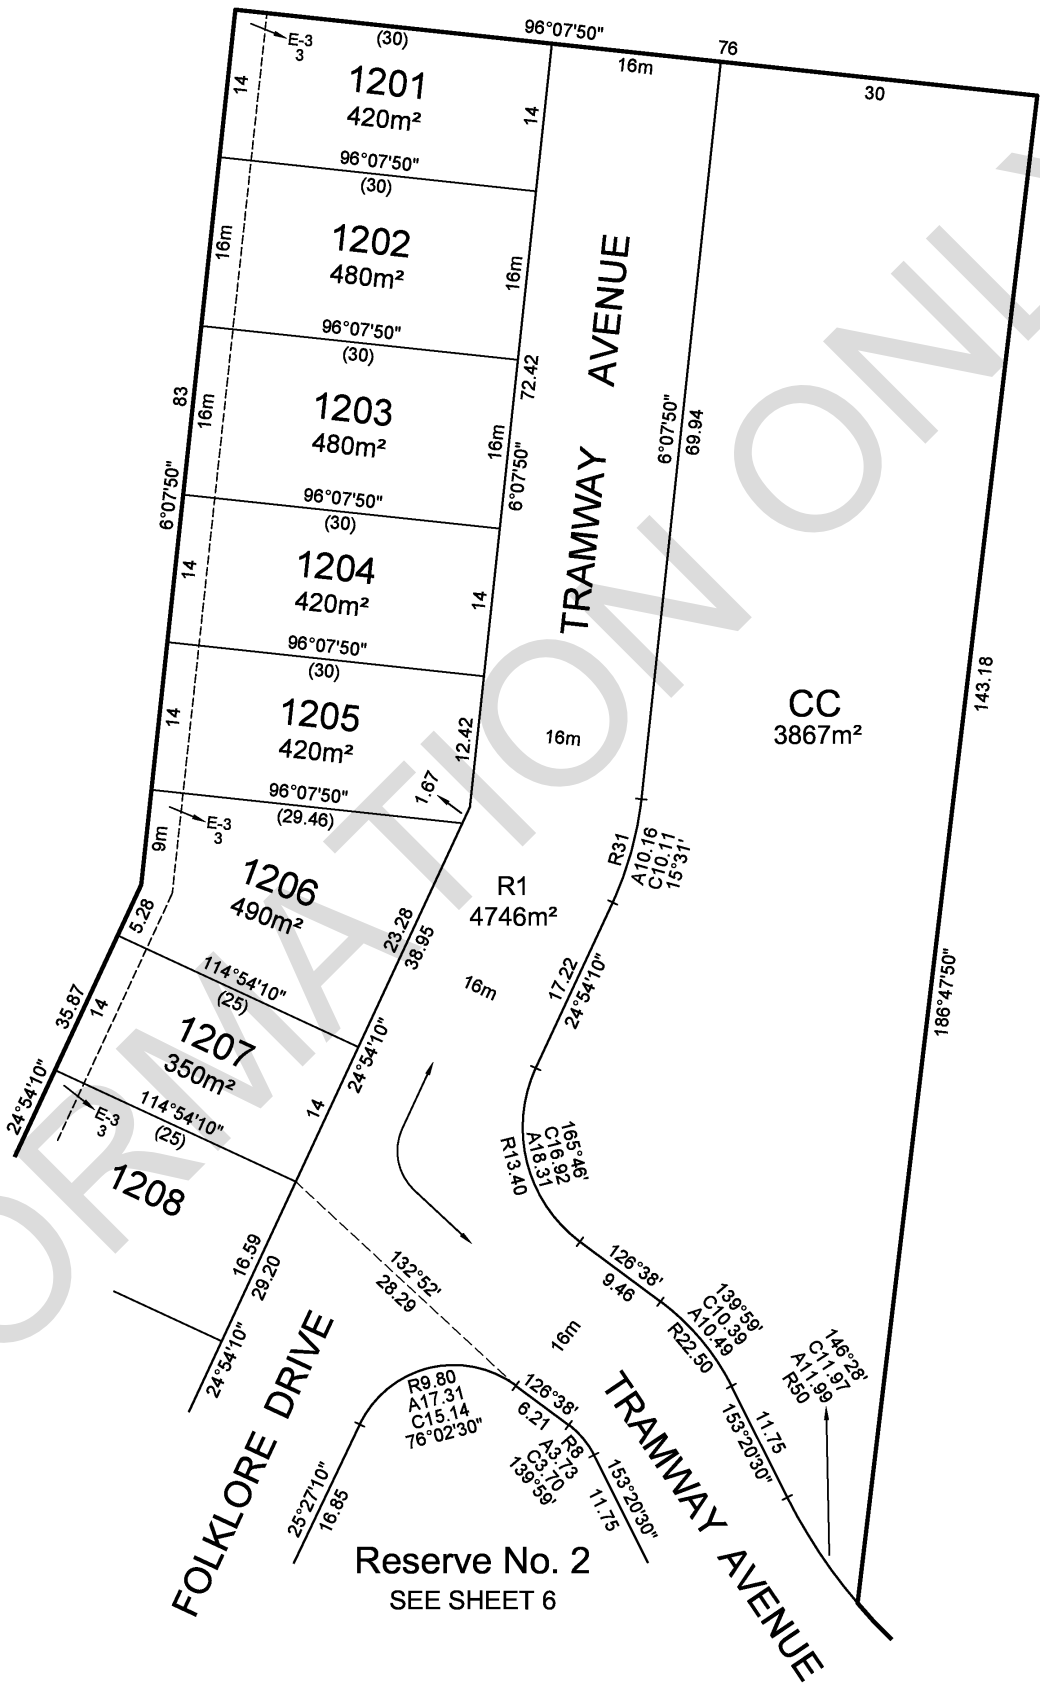 96°07'50"
76
E-3
3
(30)
16m
30
14
1201
420m²
14
96°07'50"
(30)
16m
1202
480m²
16m
96°07'50"
(30)
83
16m
1203
480m²
16m
72.42
6°07'50"
6°07'50"
96°07'50"
(30)
14
1204
420m²
14
96°07'50"
(30)
14
1205
420m²
12.42
1.67
96°07'50"
(29.46)
E-3
3
9m
1206
490m²
5.28
23.28
38.95
114°54'10"
(25)
35.87
14
1207
350m²
24°54'10"
14
24°54'10"
114°54'10"
(25)
E-3
3
1208
16.59
29.20
24°54'10"
TRAMWAY AVENUE
6°07'50"
69.94
16m
R1
4746m²
16m
CC
3867m²
143.18
186°47'50"
R31
A10.16
C10.11
15°31'
17.22
24°54'10"
165°46'
C16.92
A18.31
R13.40
126°38'
9.46
139°59'
C10.39
A10.49
R22.50
146°28'
C11.97
A11.99
R50
11.75
153°20'30"
132°52'
28.29
16m
R9.80
A17.31
C15.14
76°02'30"
126°38'
6.21
R8
A3.73
C3.70
139°59'
153°20'30"
11.75
25°27'10"
16.85
FOLKLORE DRIVE
TRAMWAY AVENUE
Reserve No. 2
SEE SHEET 6
ORMATION ONLY